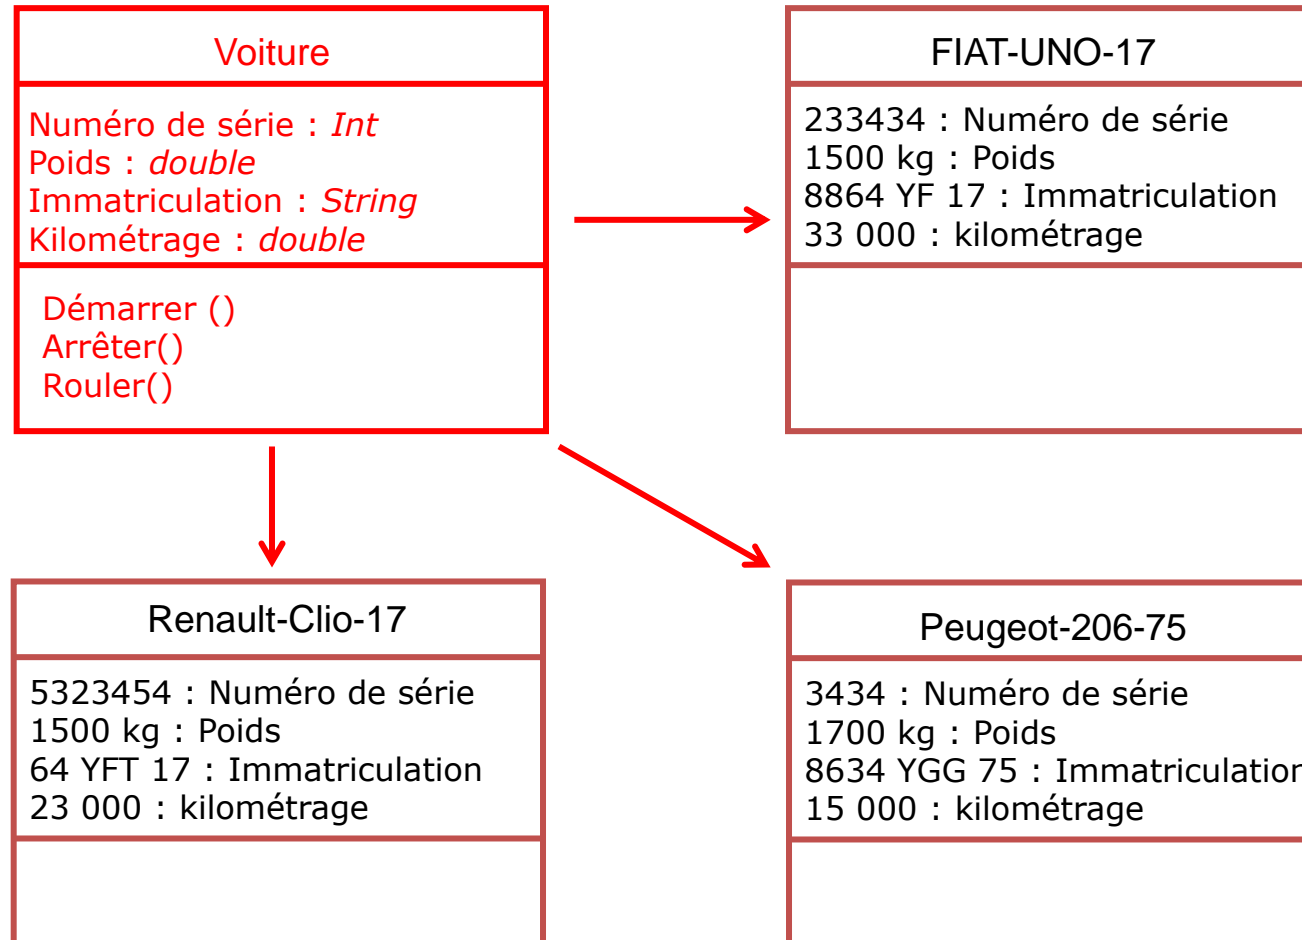 Voiture
Numéro de série : Int
Poids : double
Immatriculation : String
Kilométrage : double
Démarrer ()
Arrêter()
Rouler()
FIAT-UNO-17
233434 : Numéro de série
1500 kg : Poids
8864 YF 17 : Immatriculation
33 000 : kilométrage
Renault-Clio-17
5323454 : Numéro de série
1500 kg : Poids
64 YFT 17 : Immatriculation
23 000 : kilométrage
Peugeot-206-75
3434 : Numéro de série
1700 kg : Poids
8634 YGG 75 : Immatriculation
15 000 : kilométrage